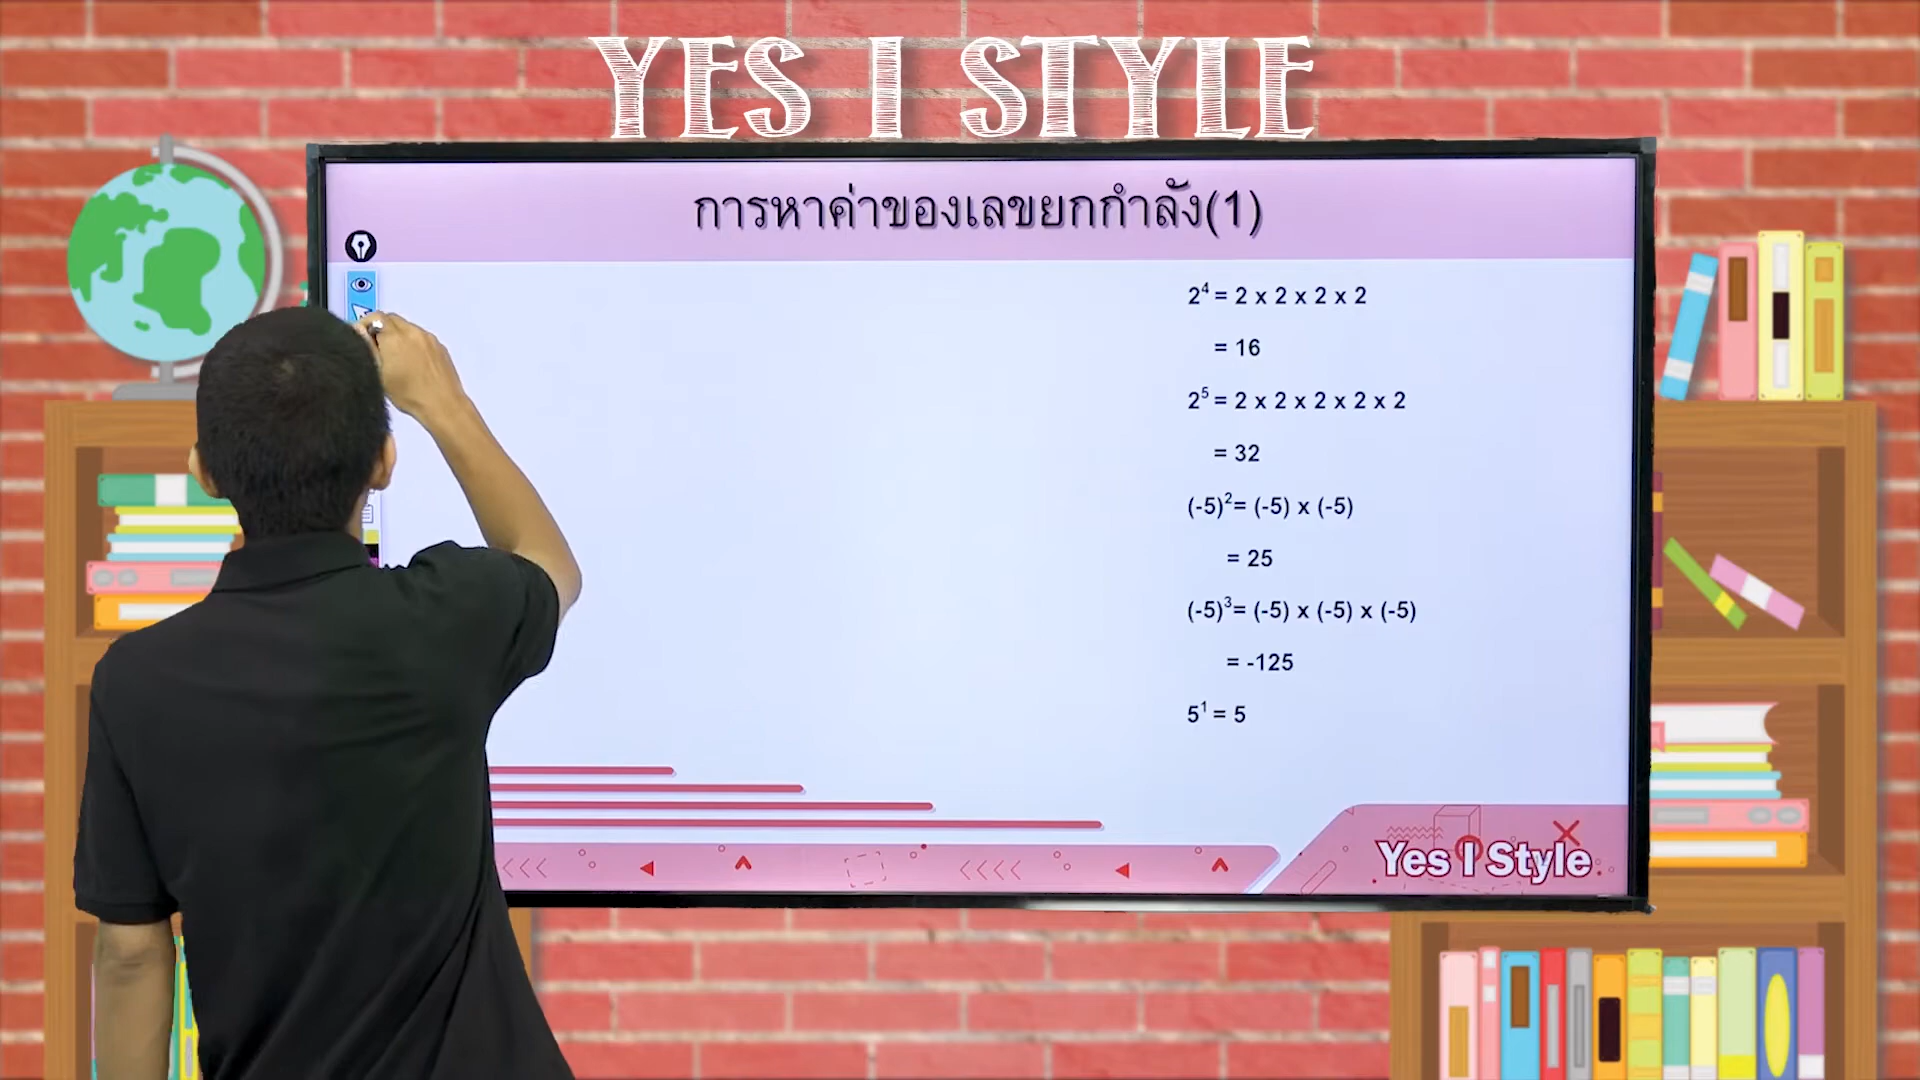 YES I STYLE
การหาค่าของเลขยกกำลัง(1)
2⁴ = 2 x 2 x 2 x 2
= 16
2⁵ = 2 x 2 x 2 x 2 x 2
= 32
(-5)²= (-5) x (-5)
= 25
(-5)³= (-5) x (-5) x (-5)
= -125
5¹ = 5
Yes I Style